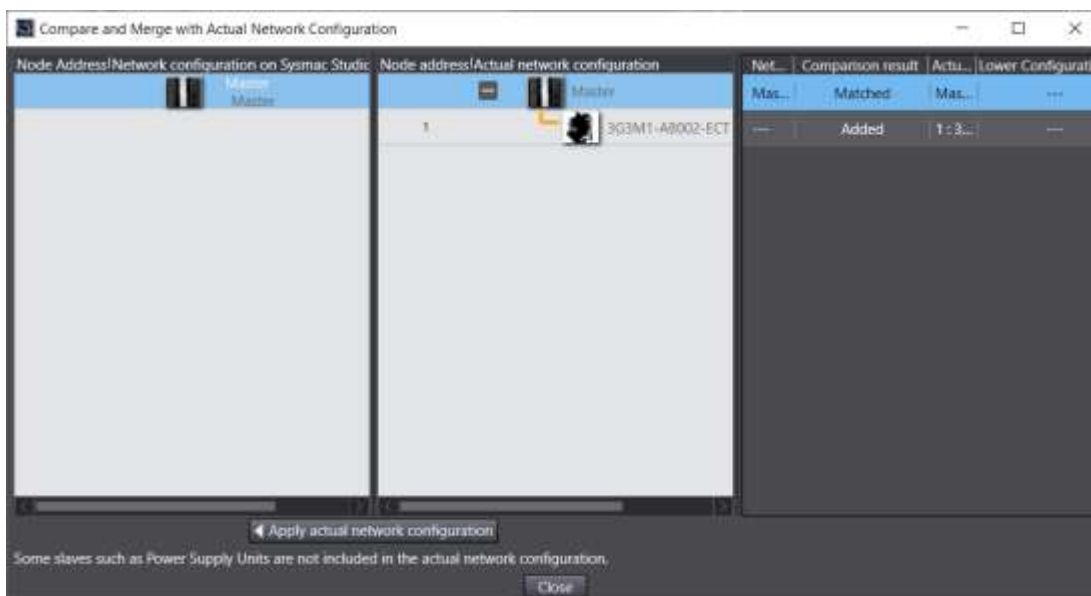 Compare and Merge with Actual Network Configuration
Node Address|Network configuration on Sysmac Studic
Node address|Actual network configuration
Net... | Comparison result | Actu... | Lower Configurati
Master
Master
Master
Mas... Matched Mas... ---
1 3G3M1-AB002-ECT
--- Added 1 : 3... ---
Apply actual network configuration
Some slaves such as Power Supply Units are not included in the actual network configuration.
Close